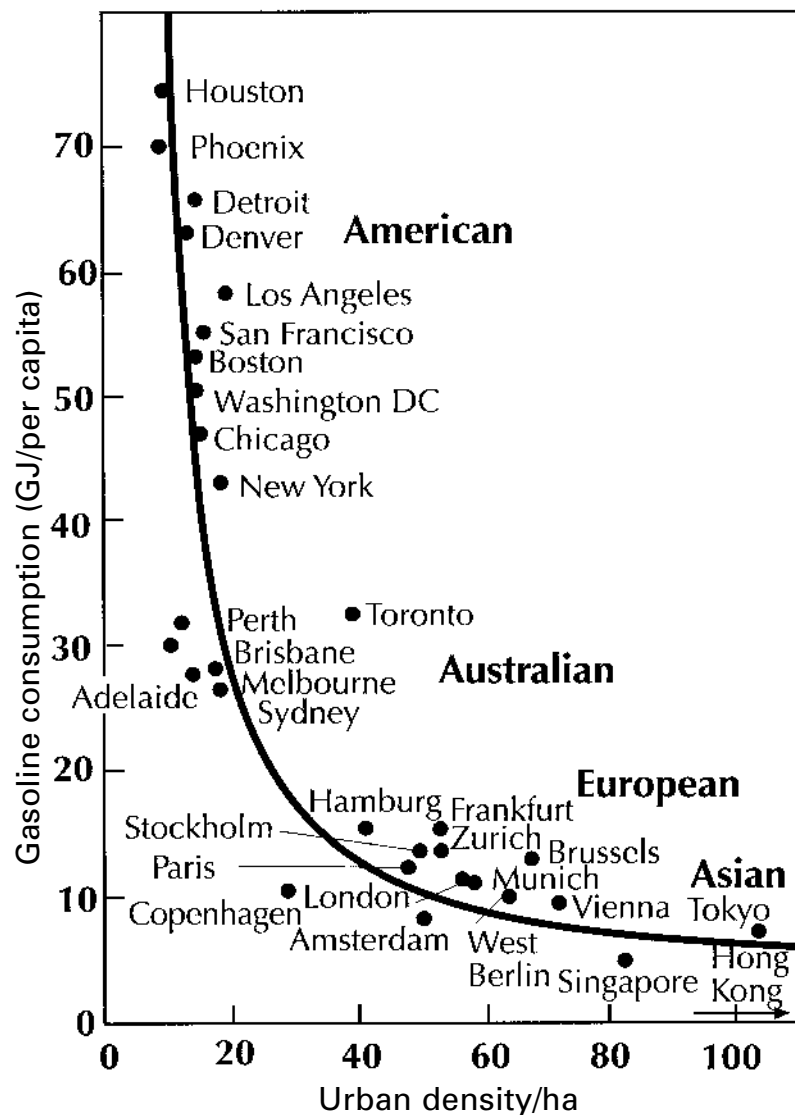 Gasoline consumption (GJ/per capita)
70
60
50
40
30
20
10
0
Houston
Phoenix
Detroit
Denver
American
Los Angeles
San Francisco
Boston
Washington DC
Chicago
New York
Perth
Toronto
Brisbane
Australian
Adelaide
Melbourne
Sydney
European
Hamburg
Frankfurt
Stockholm
Zurich
Brussels
Paris
Munich
Asian
London
Vienna
Tokyo
Copenhagen
Amsterdam
West
Berlin
Singapore
Hong
Kong
0
20
40
60
80
100
Urban density/ha